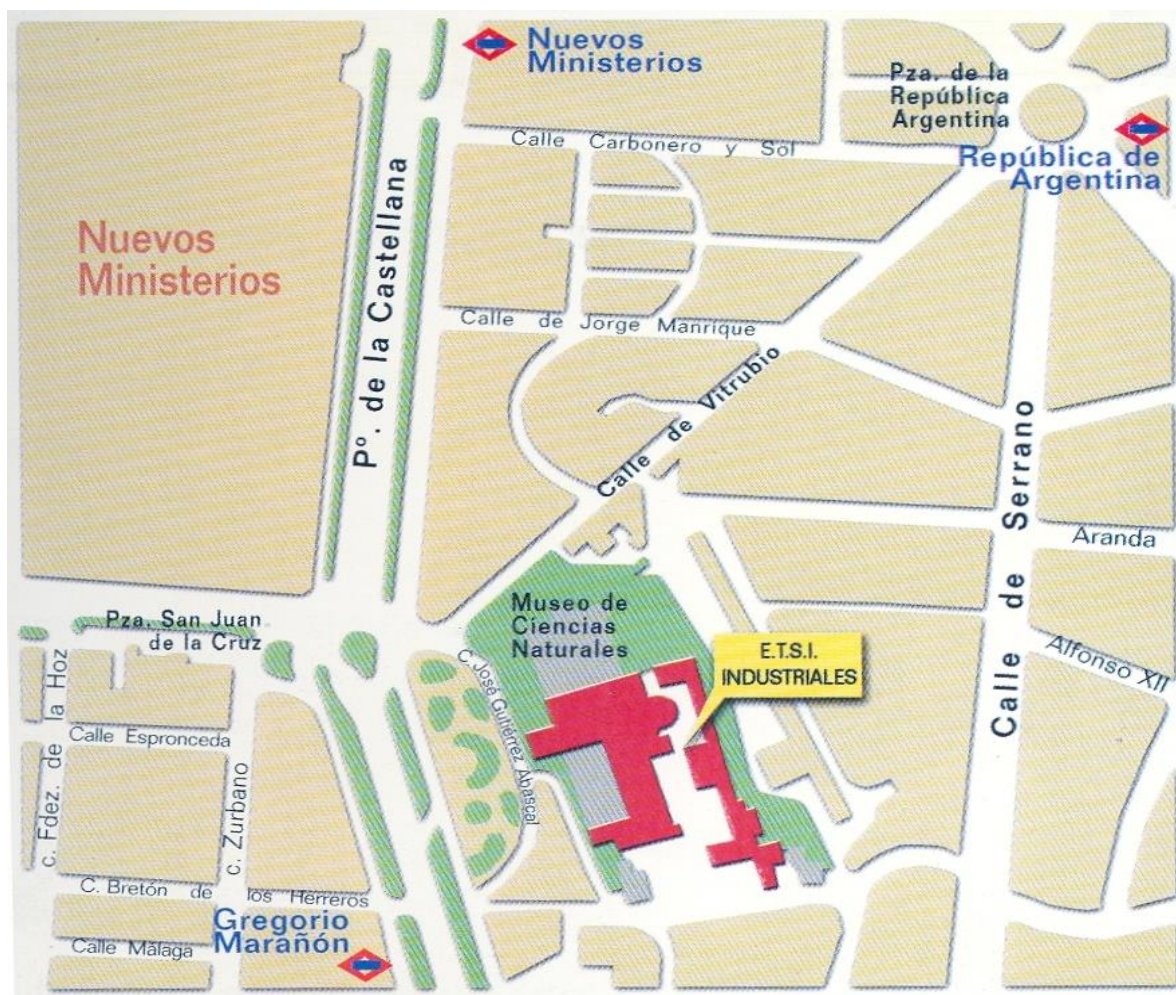 Nuevos
Ministerios
Pza. de la
República
Argentina
Calle Carbonero y Sol
República de
Argentina
Nuevos
Ministerios
Pº. de la Castellana
Calle de Jorge Manrique
Calle de Vitrubio
Calle de Serrano
Aranda
Museo de
Ciencias
Naturales
Pza. San Juan
de la Cruz
E.T.S.I.
INDUSTRIALES
Alfonso XII
C. José Gutiérrez Abascal
c. Fdez. de la Hoz
Calle Espronceda
c. Zurbano
C. Bretón de los Herreros
Gregorio
Marañón
Calle Málaga